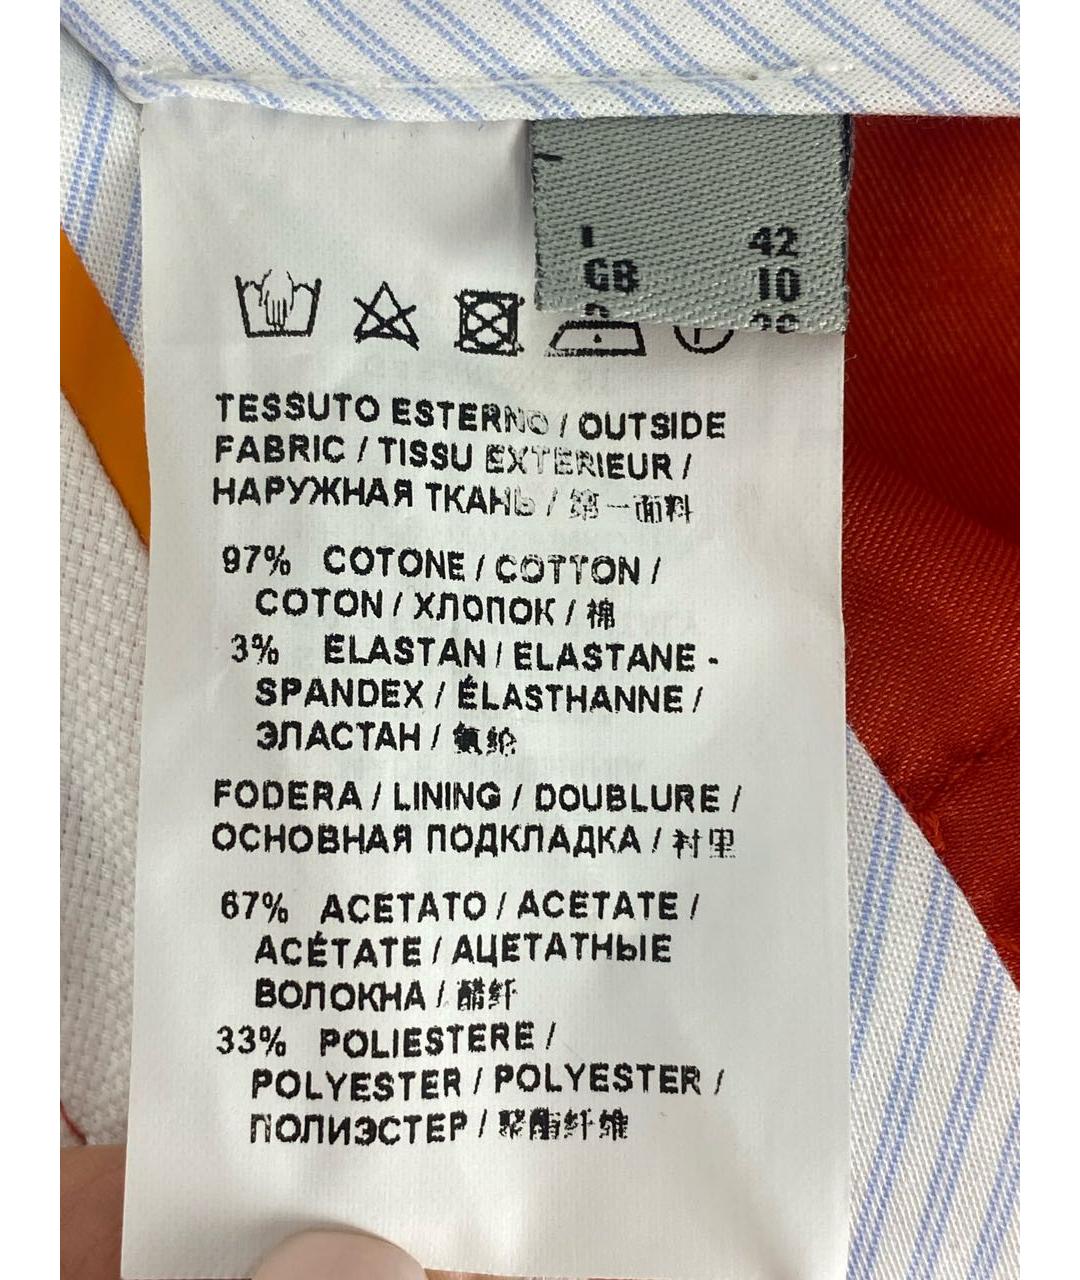 I 42
GB 10
TESSUTO ESTERNO / OUTSIDE
FABRIC / TISSU EXTERIEUR /
НАРУЖНАЯ ТКАНЬ / 第一面料
97% COTONE / COTTON /
COTON / ХЛОПОК / 棉
3% ELASTAN / ELASTANE -
SPANDEX / ÉLASTHANNE /
ЭЛАСТАН / 氨纶
FODERA / LINING / DOUBLURE /
ОСНОВНАЯ ПОДКЛАДКА / 衬里
67% ACETATO / ACETATE /
ACÉTATE / АЦЕТАТНЫЕ
ВОЛОКНА / 醋纤
33% POLIESTERE /
POLYESTER / POLYESTER /
ПОЛИЭСТЕР / 聚酯纤维